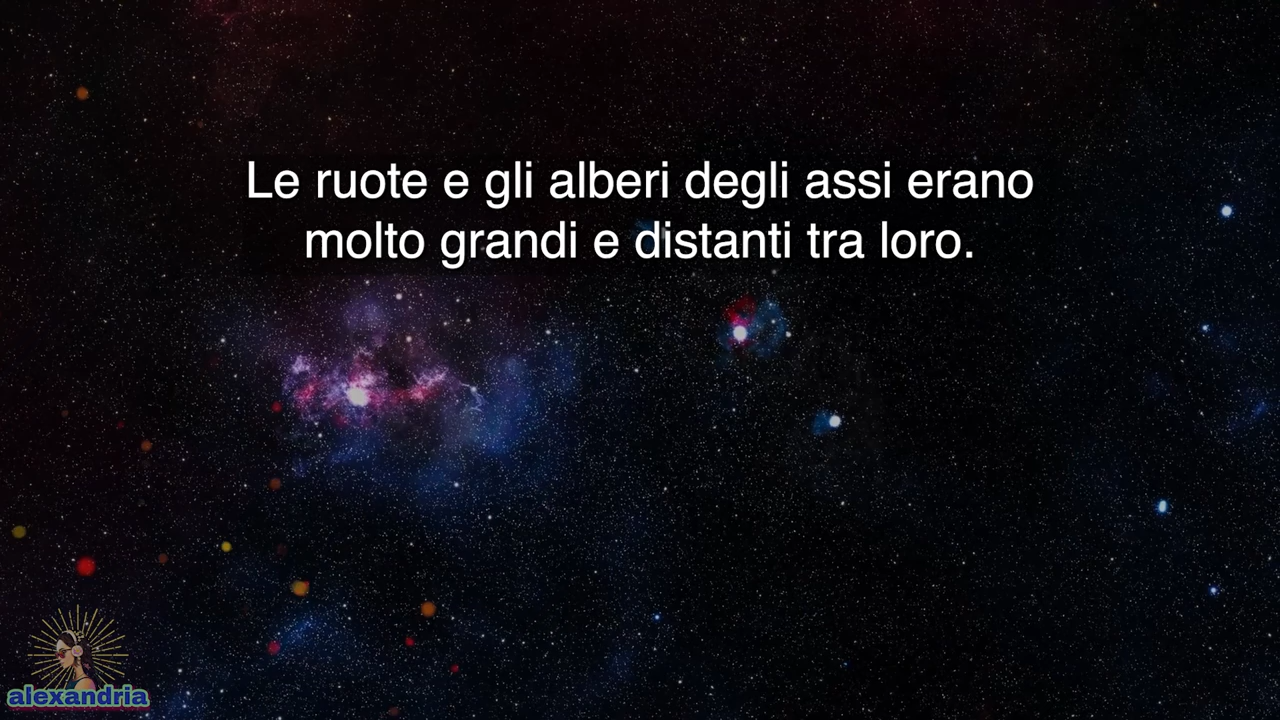 Le ruote e gli alberi degli assi erano
molto grandi e distanti tra loro.
alexandria